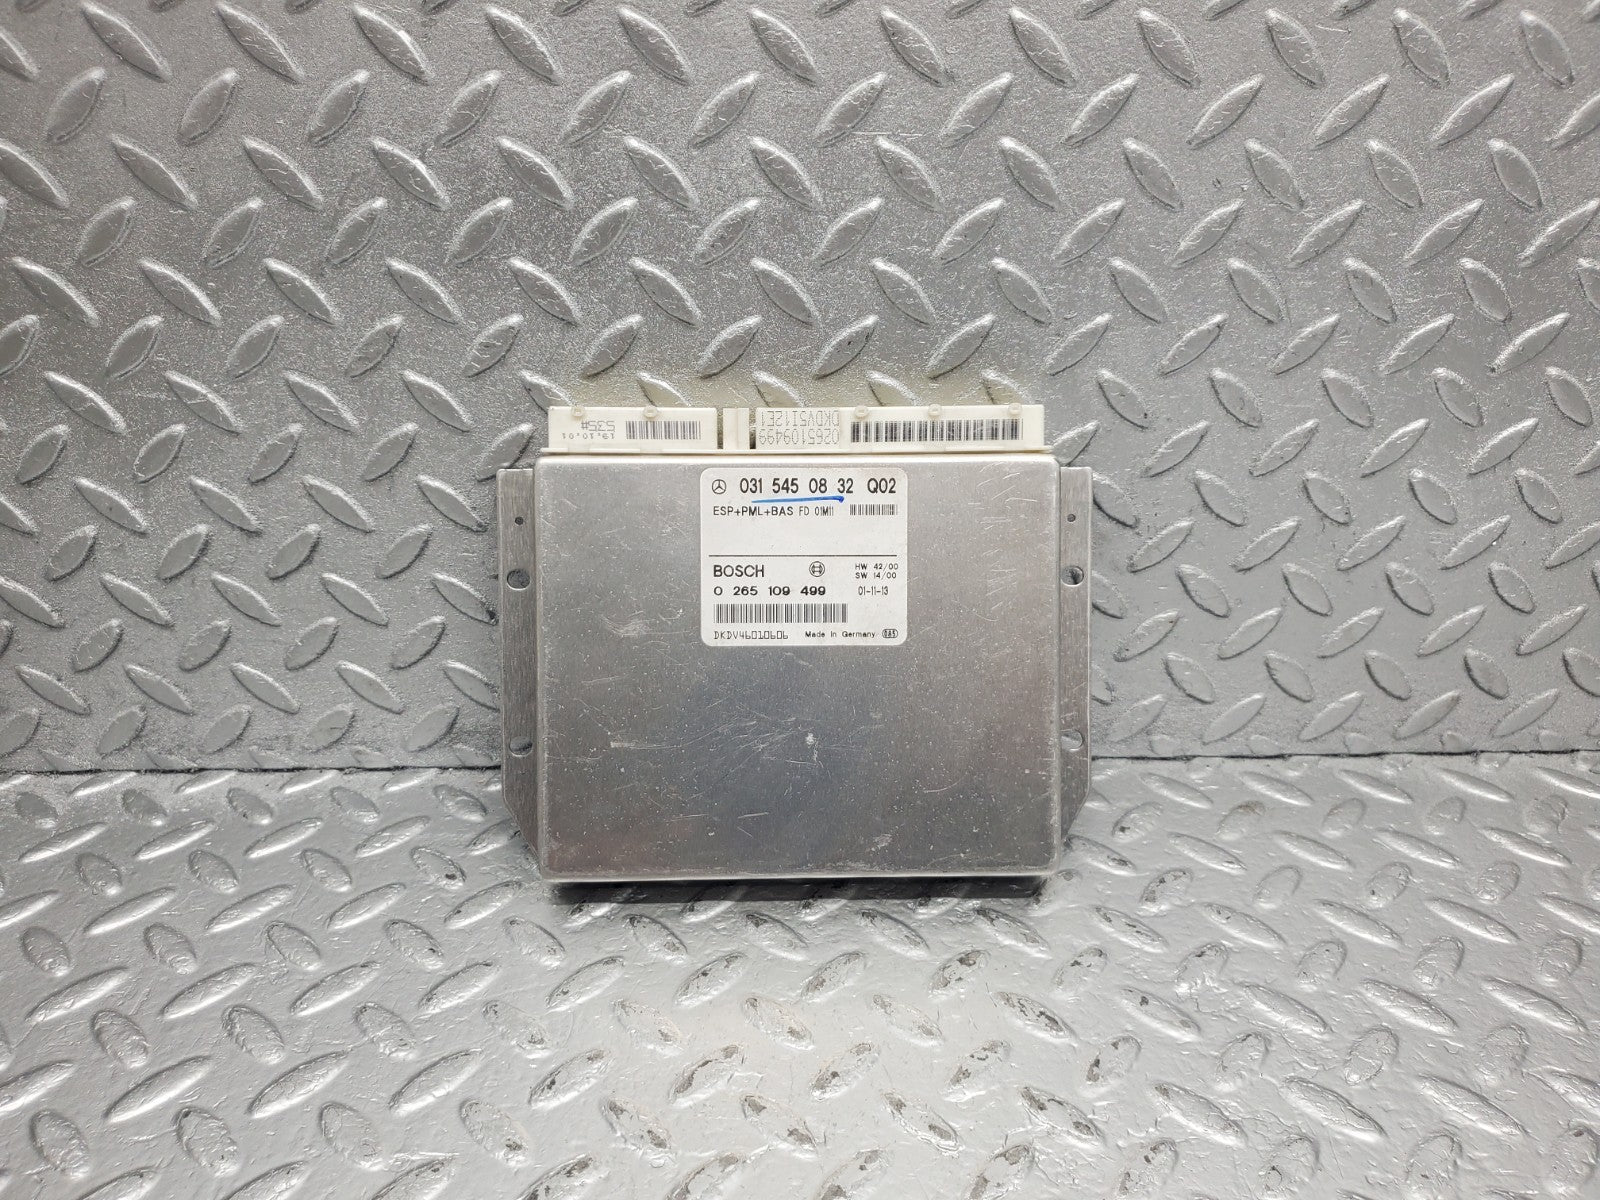 19.10.01
535#
DKDV5112E1
0265109499
031 545 08 32 Q02
ESP+PML+BAS FD 01M11
BOSCH
HW 42/00
SW 14/00
0 265 109 499 01-11-13
DKDV46010606 Made in Germany